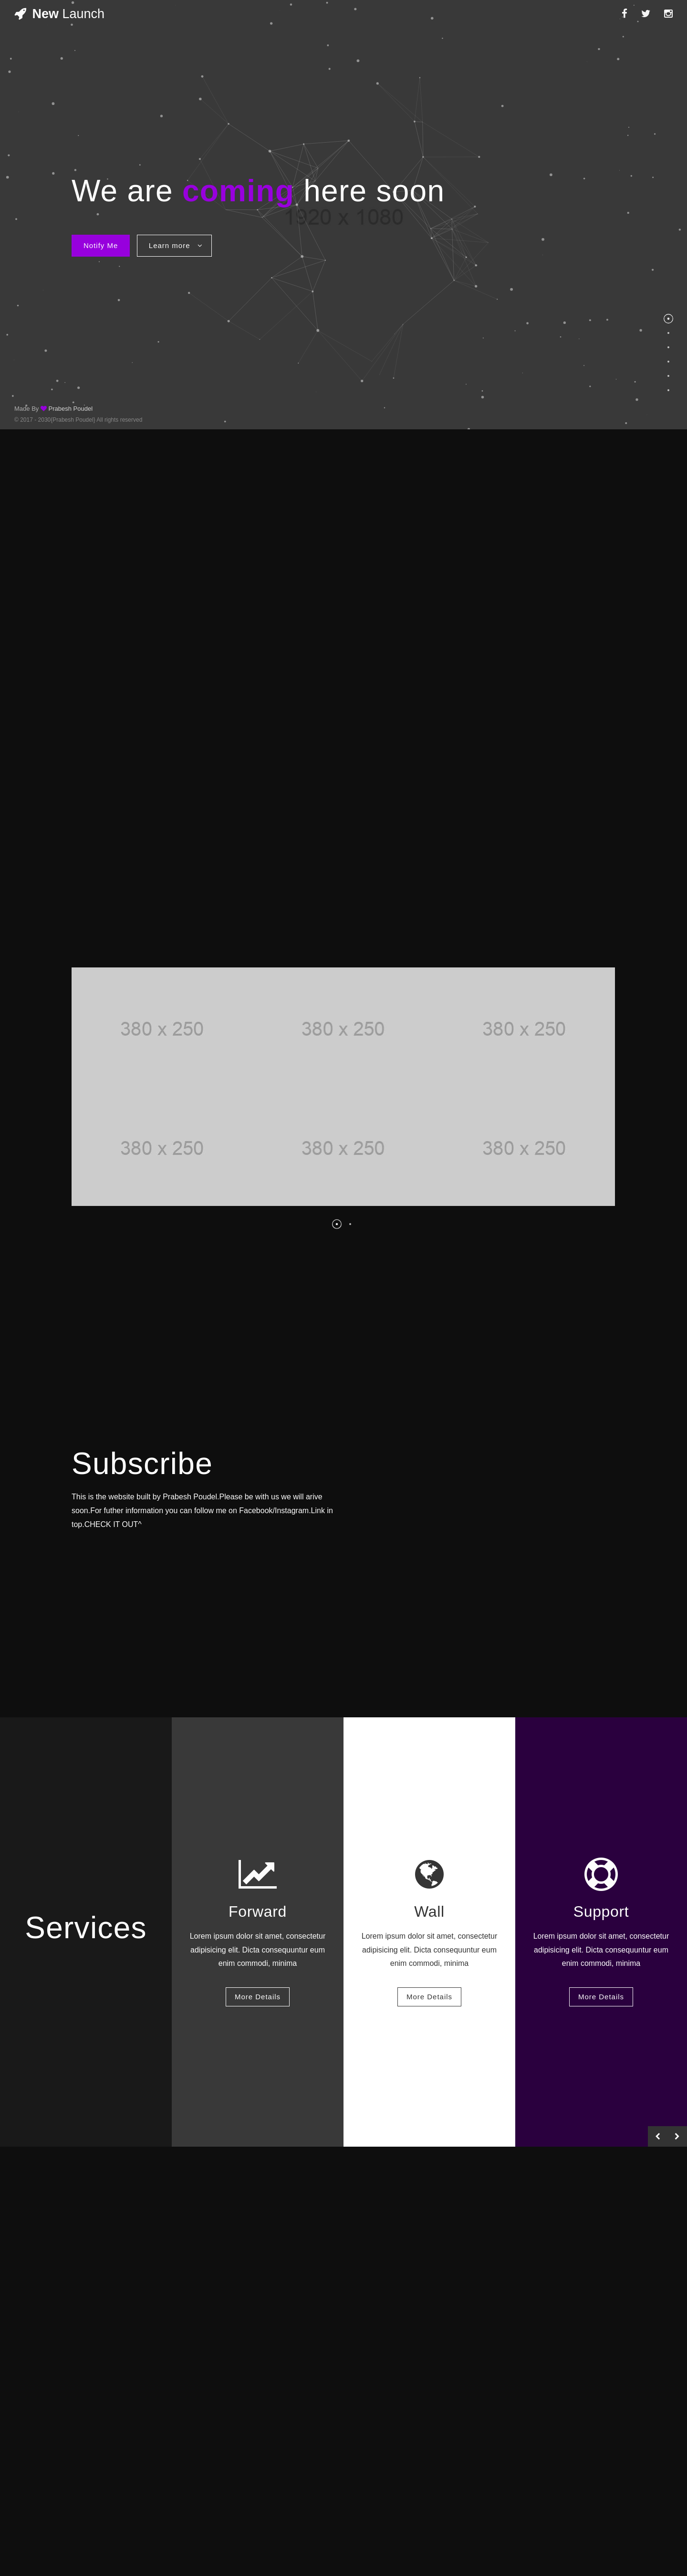 New Launch
We are coming here soon
1920 x 1080
Notify Me
Learn more
Made By Prabesh Poudel
© 2017 - 2030(Prabesh Poudel) All rights reserved
380 x 250
380 x 250
380 x 250
380 x 250
380 x 250
380 x 250
Subscribe
This is the website built by Prabesh Poudel.Please be with us we will arive
soon.For futher information you can follow me on Facebook/Instagram.Link in
top.CHECK IT OUT^
Services
Forward
Lorem ipsum dolor sit amet, consectetur
adipisicing elit. Dicta consequuntur eum
enim commodi, minima
More Details
Wall
Lorem ipsum dolor sit amet, consectetur
adipisicing elit. Dicta consequuntur eum
enim commodi, minima
More Details
Support
Lorem ipsum dolor sit amet, consectetur
adipisicing elit. Dicta consequuntur eum
enim commodi, minima
More Details